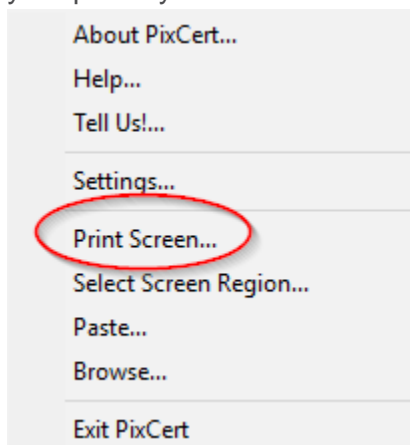 About PixCert...
Help...
Tell Us!...
Settings...
Print Screen...
Select Screen Region...
Paste...
Browse...
Exit PixCert